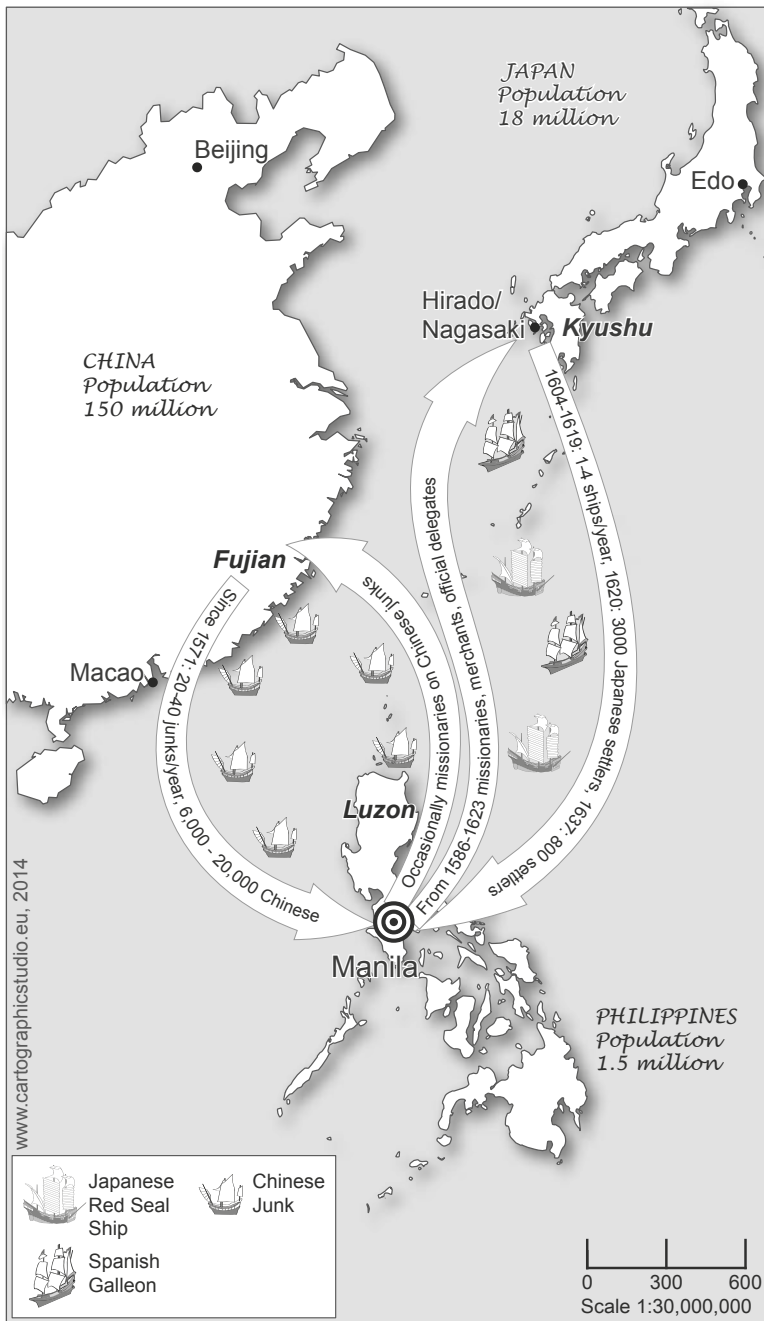 JAPAN
Population
18 million
Beijing
Edo
Hirado/
Nagasaki
Kyushu
CHINA
Population
150 million
1604-1619: 1-4 ships/year, 1620: 3000 Japanese settlers, 1637: 800 settlers
Fujian
Since 1571: 20-40 junks/year, 6,000 - 20,000 Chinese
Occasionally missionaries on Chinese junks
From 1586-1623 missionaries, merchants, official delegates
Macao
Luzon
Manila
PHILIPPINES
Population
1.5 million
www.cartographicstudio.eu, 2014
Japanese
Red Seal
Ship
Chinese
Junk
Spanish
Galleon
0 300 600
Scale 1:30,000,000